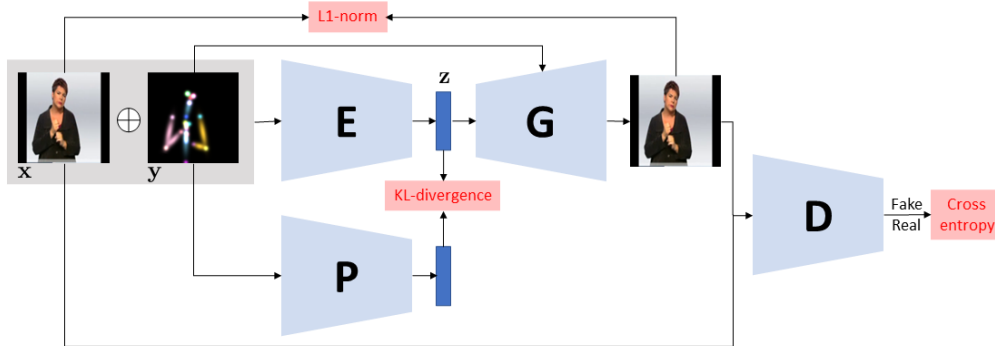 L1-norm
z
E
G
x
y
KL-divergence
P
D
Fake
Real
Cross
entropy